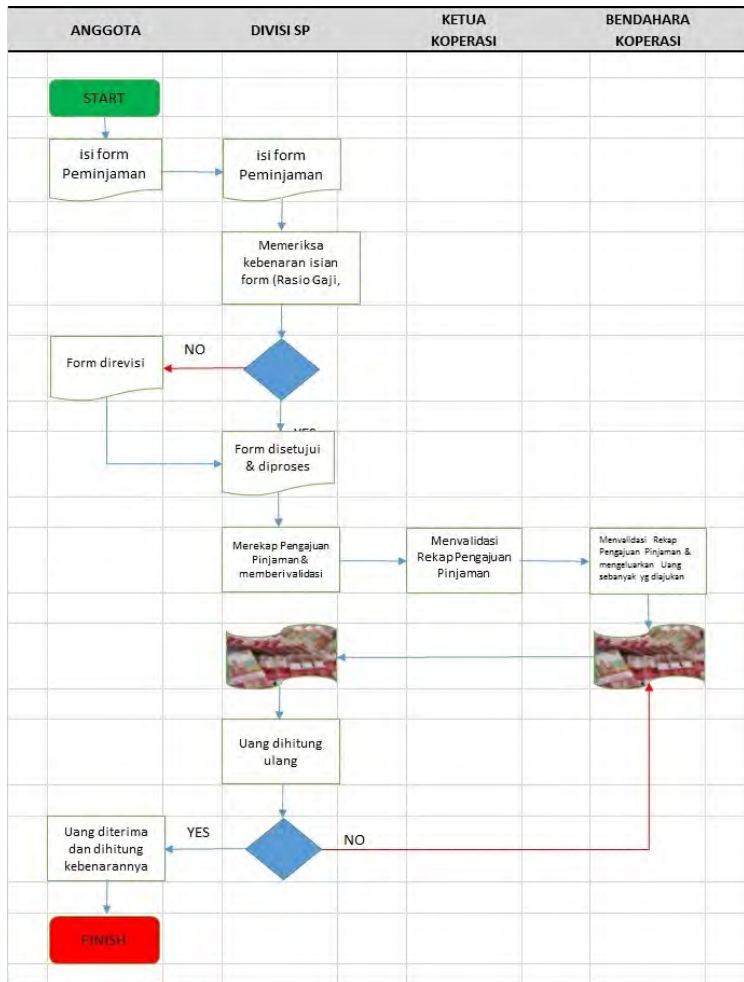 ANGGOTA
DIVISI SP
KETUA
KOPERASI
BENDAHARA
KOPERASI
START
isi form
Peminjaman
isi form
Peminjaman
Memeriksa
kebenaran isian
form (Rasio Gaji,
NO
Form direvisi
YES
Form disetujui
& diproses
Merekap Pengajuan
Pinjaman &
memberi validasi
Menvalidasi
Rekap Pengajuan
Pinjaman
Menvalidasi Rekap
Pengajuan Pinjaman &
mengeluarkan Uang
sebanyak yg diajukan
Uang dihitung
ulang
Uang diterima
dan dihitung
kebenarannya
YES
NO
FINISH